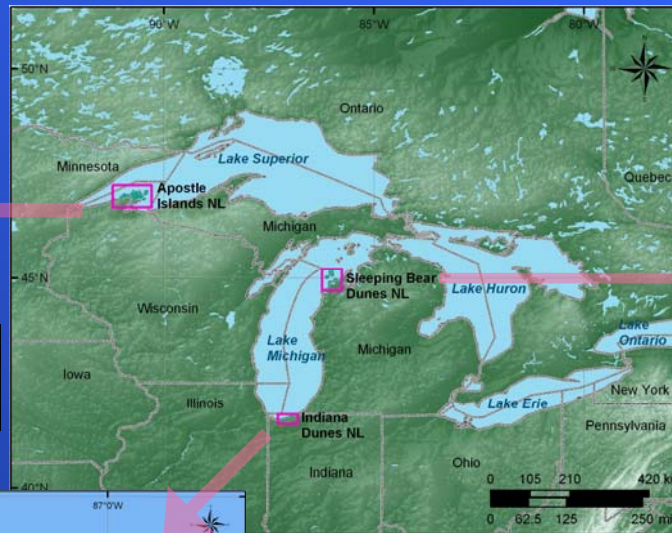 90°W
85°W
80°W
50°N
Ontario
Minnesota
Lake Superior
Quebec
Apostle
Islands NL
Michigan
45°N
Sleeping Bear
Dunes NL
Lake Huron
Wisconsin
Lake
Michigan
Michigan
Lake
Ontario
Iowa
Illinois
Lake Erie
New York
Pennsylvania
Indiana
Dunes NL
Indiana
Ohio
40°N
0 105 210 420 km
0 62.5 125 250 mi
87°0'W